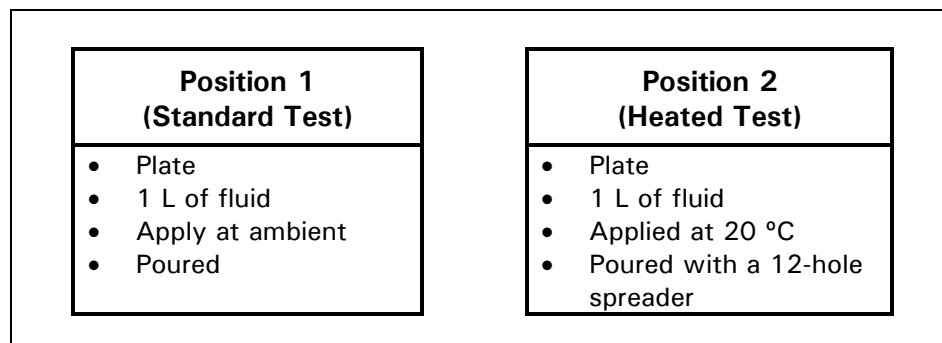 Position 1
(Standard Test)
• Plate
• 1 L of fluid
• Apply at ambient
• Poured
Position 2
(Heated Test)
• Plate
• 1 L of fluid
• Applied at 20 ºC
• Poured with a 12-hole
spreader